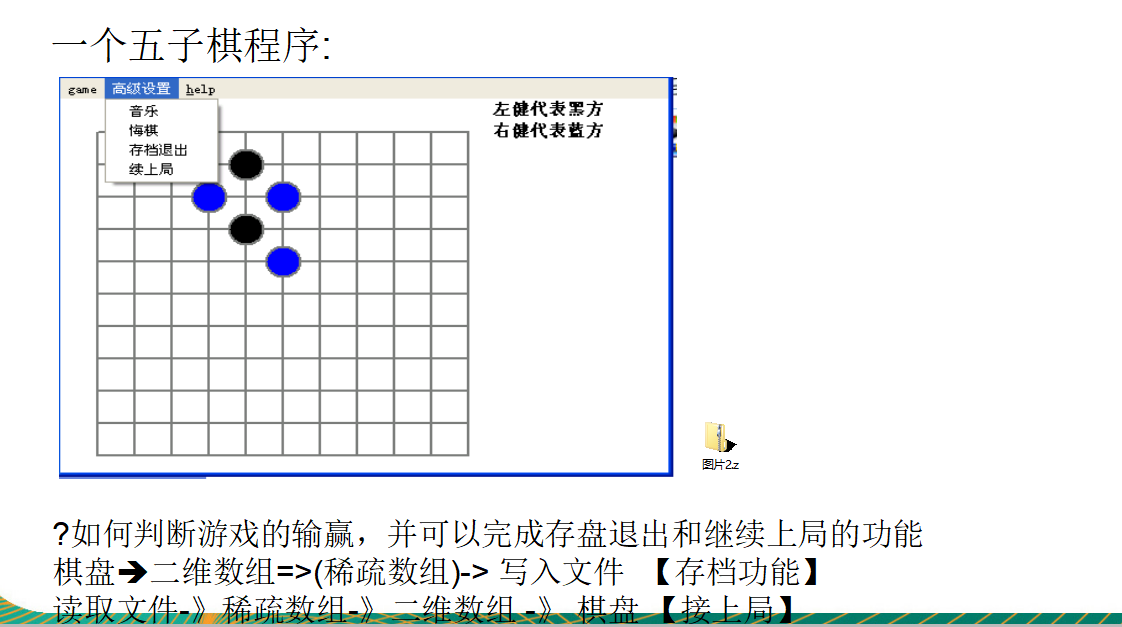 一个五子棋程序:
game 高级设置 help
音乐
悔棋
存档退出
续上局
左健代表黑方
右健代表蓝方
图片2.z
?如何判断游戏的输赢，并可以完成存盘退出和继续上局的功能
棋盘➔二维数组=>(稀疏数组)-> 写入文件 【存档功能】
读取文件-》稀疏数组-》二维数组 -》 棋盘 【接上局】